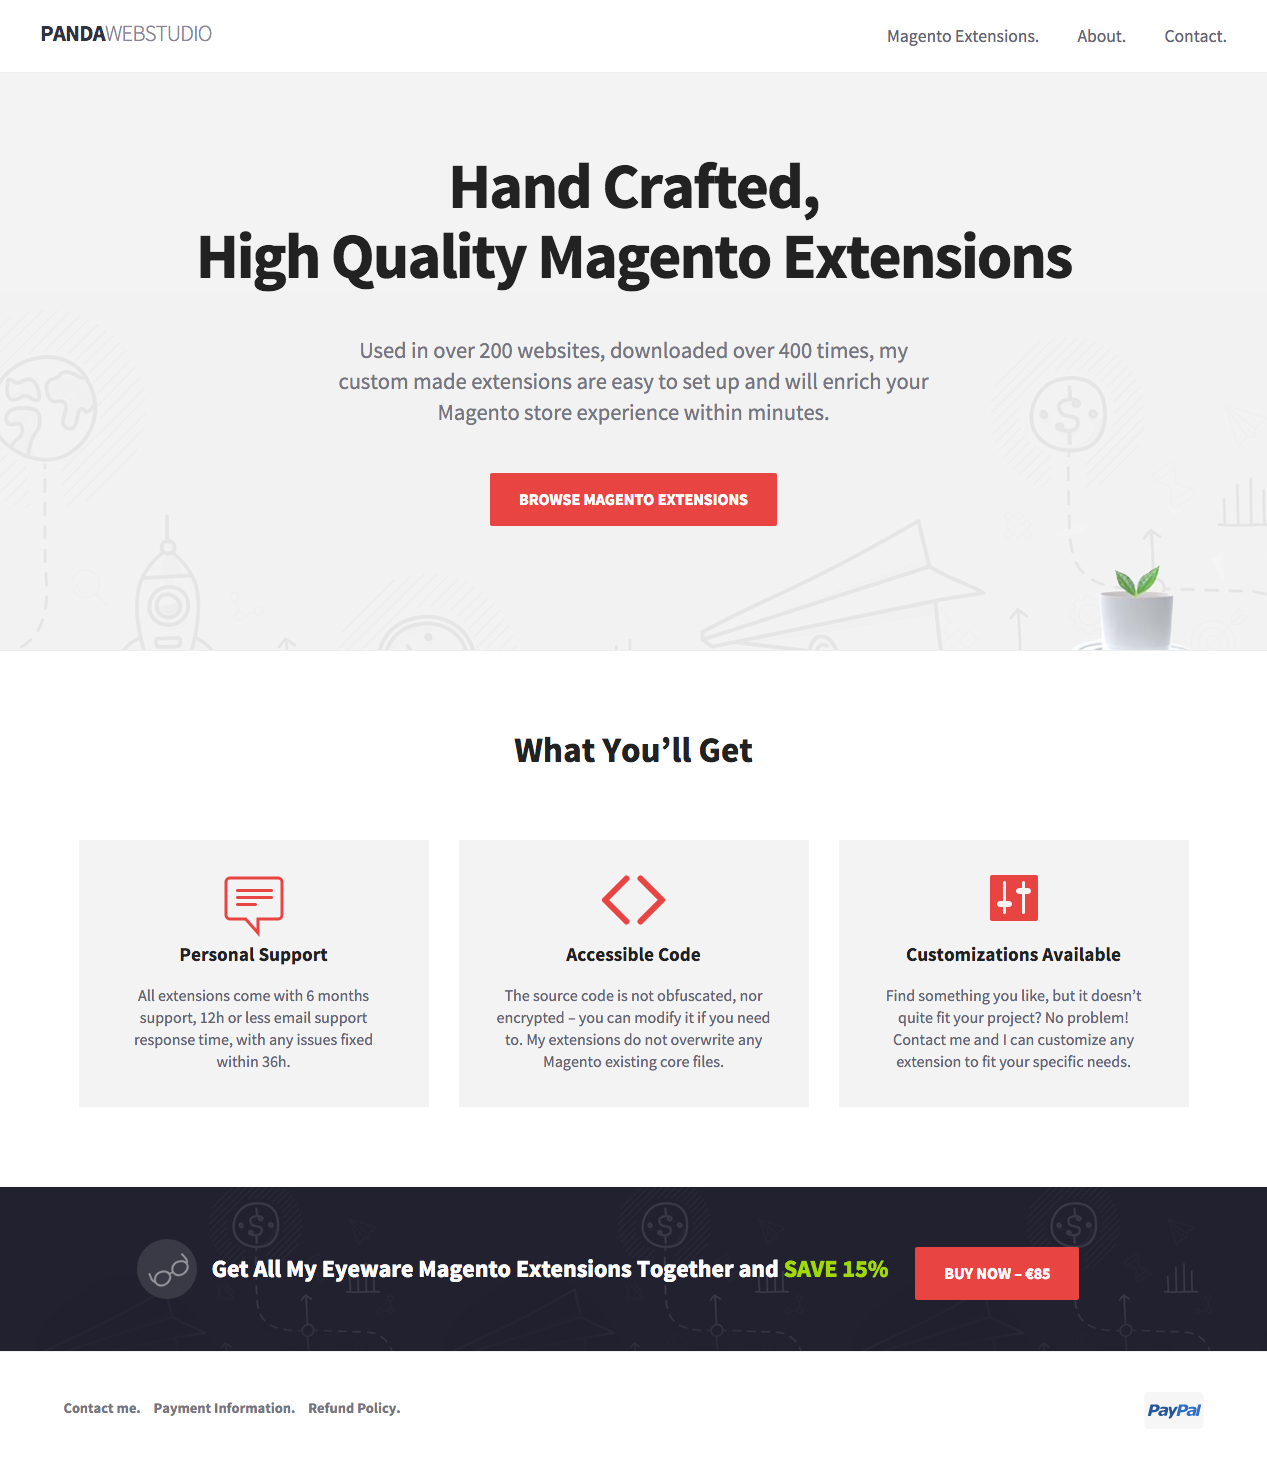 PANDAWEBSTUDIO
Magento Extensions.
About.
Contact.
Hand Crafted,
High Quality Magento Extensions
Used in over 200 websites, downloaded over 400 times, my
custom made extensions are easy to set up and will enrich your
Magento store experience within minutes.
BROWSE MAGENTO EXTENSIONS
What You’ll Get
Personal Support
All extensions come with 6 months
support, 12h or less email support
response time, with any issues fixed
within 36h.
Accessible Code
The source code is not obfuscated, nor
encrypted – you can modify it if you need
to. My extensions do not overwrite any
Magento existing core files.
Customizations Available
Find something you like, but it doesn’t
quite fit your project? No problem!
Contact me and I can customize any
extension to fit your specific needs.
Get All My Eyeware Magento Extensions Together and SAVE 15%
BUY NOW – €85
Contact me.
Payment Information.
Refund Policy.
PayPal